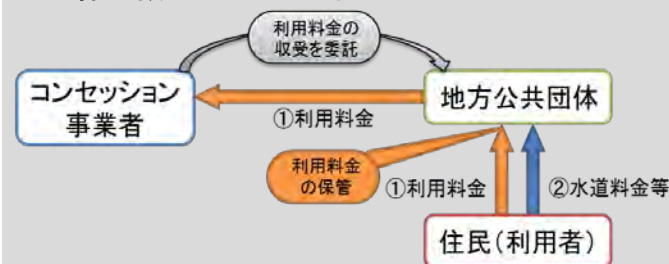 利用料金の
収受を委託
コンセッション
事業者
地方公共団体
①利用料金
利用料金
の保管
①利用料金
②水道料金等
住民(利用者)